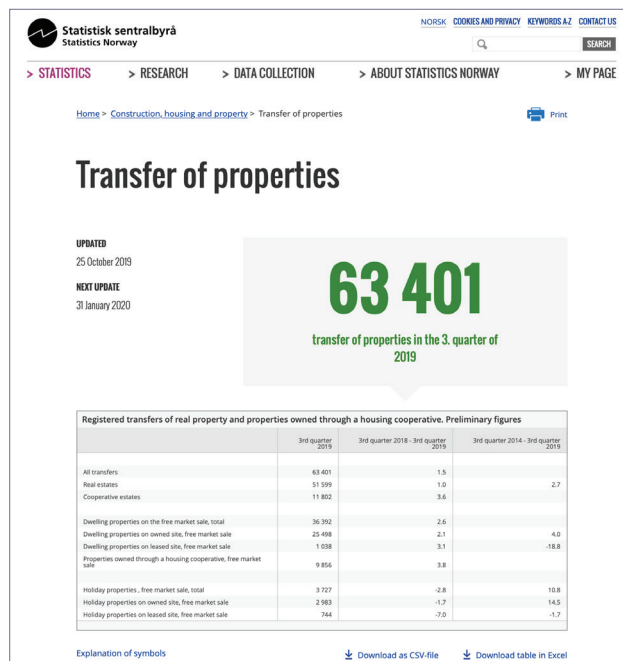 Statistisk sentralbyrå
Statistics Norway
NORSK COOKIES AND PRIVACY KEYWORDS A-Z CONTACT US
SEARCH
> STATISTICS > RESEARCH > DATA COLLECTION > ABOUT STATISTICS NORWAY > MY PAGE
Home > Construction, housing and property > Transfer of properties
Print
Transfer of properties
UPDATED
25 October 2019
NEXT UPDATE
31 January 2020
63 401
transfer of properties in the 3. quarter of
2019
Registered transfers of real property and properties owned through a housing cooperative. Preliminary figures
3rd quarter 3rd quarter 2018 - 3rd quarter 3rd quarter 2014 - 3rd quarter
2019 2019 2019
All transfers 63 401 1.5
Real estates 51 599 1.0 2.7
Cooperative estates 11 802 3.6
Dwelling properties on the free market sale, total 36 392 2.6
Dwelling properties on owned site, free market sale 25 498 2.1 4.0
Dwelling properties on leased site, free market sale 1 038 3.1 -18.8
Properties owned through a housing cooperative, free market
sale 9 856 3.8
Holiday properties , free market sale, total 3 727 -2.8 10.8
Holiday properties on owned site, free market sale 2 983 -1.7 14.5
Holiday properties on leased site, free market sale 744 -7.0 -1.7
Explanation of symbols Download as CSV-file Download table in Excel